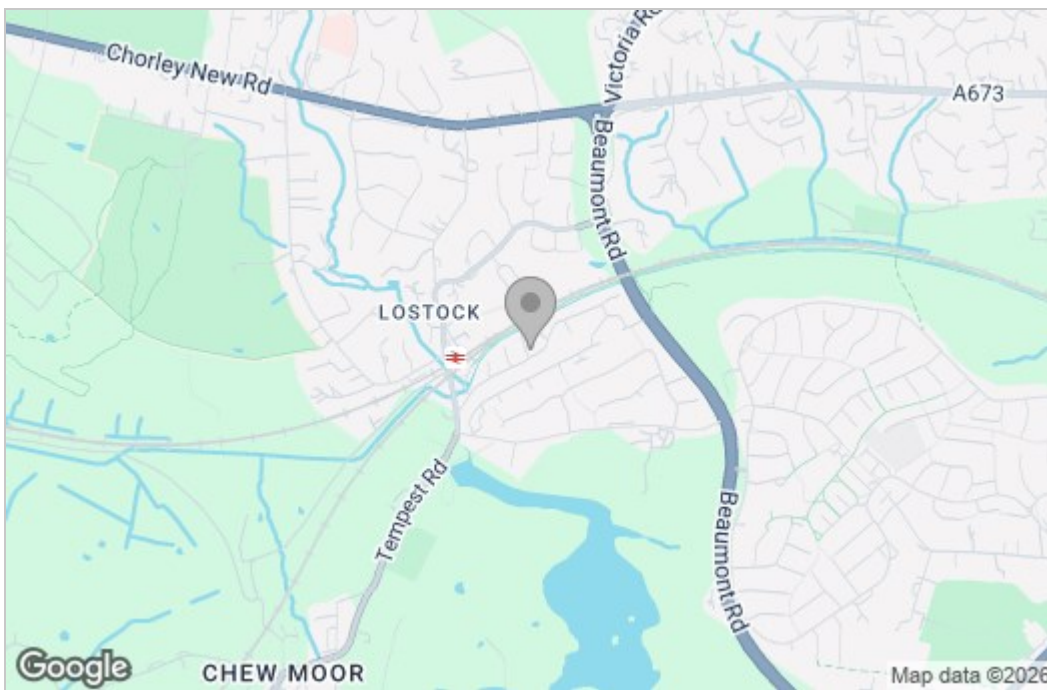 Chorley New Rd
Victoria Rd
A673
Beaumont Rd
LOSTOCK
Tempest Rd
Beaumont Rd
CHEW MOOR
Google
Map data ©2026